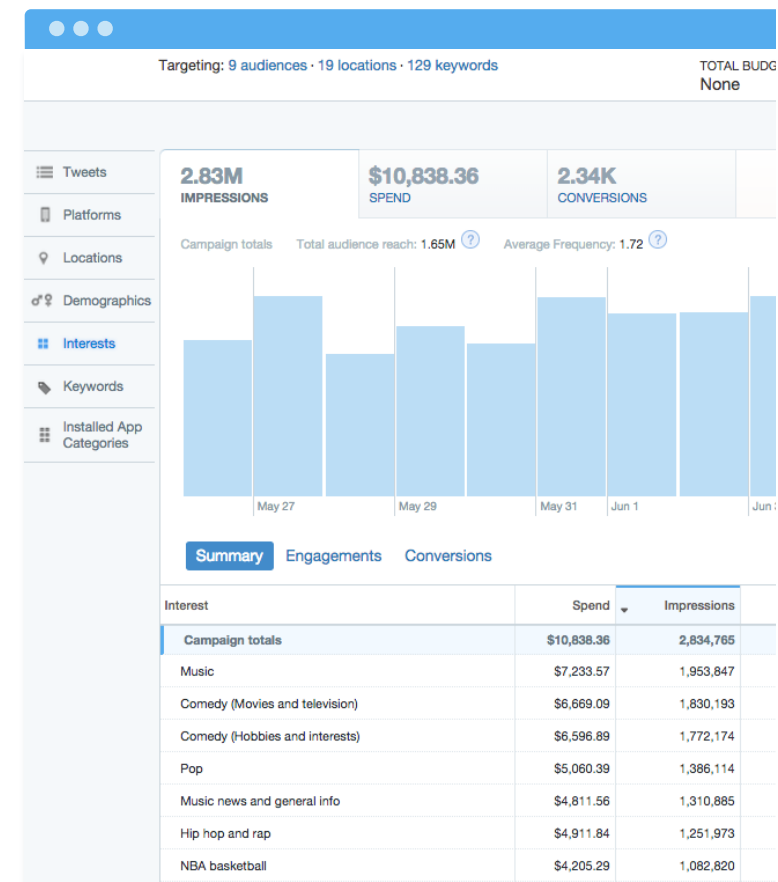 Targeting: 9 audiences · 19 locations · 129 keywords
TOTAL
None
Tweets
Platforms
Locations
Demographics
Interests
Keywords
Installed App
Categories
2.83M
IMPRESSIONS
$10,838.36
SPEND
2.34K
CONVERSIONS
Campaign totals Total audience reach: 1.65M ? Average Frequency: 1.72 ?
May 27 May 29 May 31 Jun 1 Jun
Summary Engagements Conversions
Interest Spend Impressions
Campaign totals $10,838.36 2,834,765
Music $7,233.57 1,953,847
Comedy (Movies and television) $6,669.09 1,830,193
Comedy (Hobbies and interests) $6,596.89 1,772,174
Pop $5,060.39 1,386,114
Music news and general info $4,811.56 1,310,885
Hip hop and rap $4,911.84 1,251,973
NBA basketball $4,205.29 1,082,820